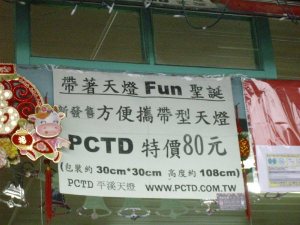 帶著天燈 Fun 聖誕
新發售方便攜帶型天燈
PCTD 特價80元
(包裝約 30cm*30cm 高度約 108cm)
PCTD 平溪天燈 WWW.PCTD.COM.TW